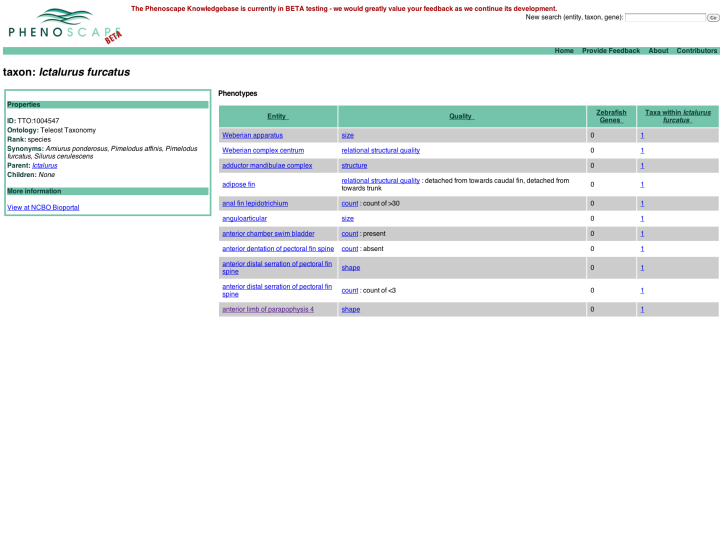 The Phenoscape Knowledgebase is currently in BETA testing - we would greatly value your feedback as we continue its development.
New search (entity, taxon, gene): Go
PHENOSCAPE
BETA
Home Provide Feedback About Contributors
taxon: Ictalurus furcatus
Properties
ID: TTO:1004547
Ontology: Teleost Taxonomy
Rank: species
Synonyms: Amiurus ponderosus, Pimelodus affinis, Pimelodus
furcatus, Silurus cerulescens
Parent: Ictalurus
Children: None
More information
View at NCBO Bioportal
Phenotypes
Entity Quality Zebrafish Genes Taxa within Ictalurus furcatus
Weberian apparatus size 0 1
Weberian complex centrum relational structural quality 0 1
adductor mandibulae complex structure 0 1
adipose fin relational structural quality : detached from towards caudal fin, detached from
towards trunk 0 1
anal fin lepidotrichium count : count of >30 0 1
anguloarticular size 0 1
anterior chamber swim bladder count : present 0 1
anterior dentation of pectoral fin spine count : absent 0 1
anterior distal serration of pectoral fin
spine shape 0 1
anterior distal serration of pectoral fin
spine count : count of <3 0 1
anterior limb of parapophysis 4 shape 0 1